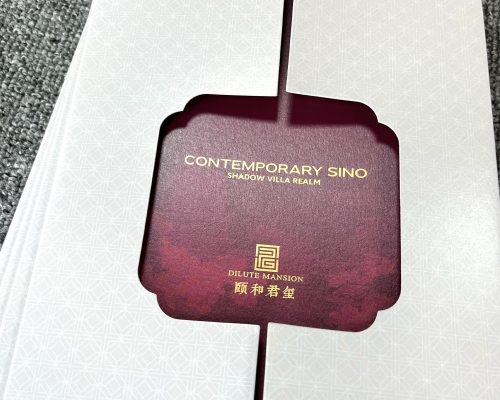 CONTEMPORARY SINO
SHADOW VILLA REALM
DILUTE MANSION
颐和君玺